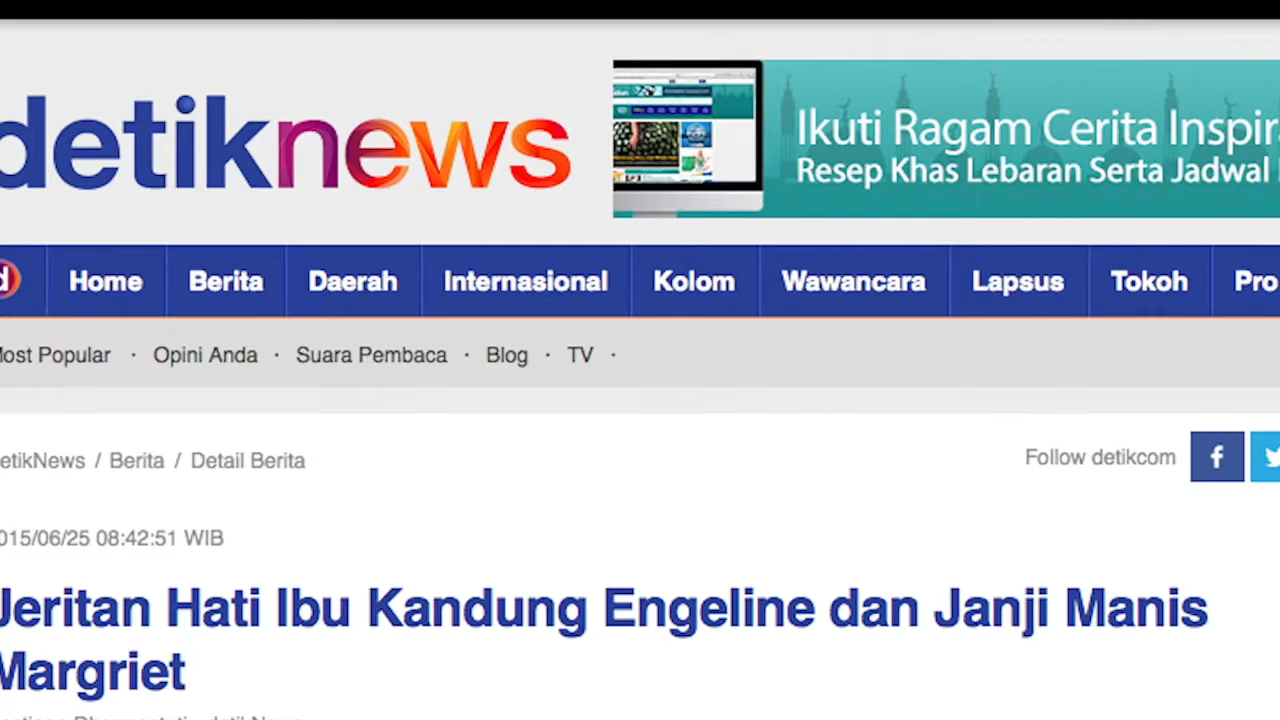 detiknews
Ikuti Ragam Cerita Inspir
Resep Khas Lebaran Serta Jadwal
d Home Berita Daerah Internasional Kolom Wawancara Lapsus Tokoh Pro
Most Popular · Opini Anda · Suara Pembaca · Blog · TV ·
etikNews / Berita / Detail Berita
Follow detikcom
015/06/25 08:42:51 WIB
Jeritan Hati Ibu Kandung Engeline dan Janji Manis
Margriet